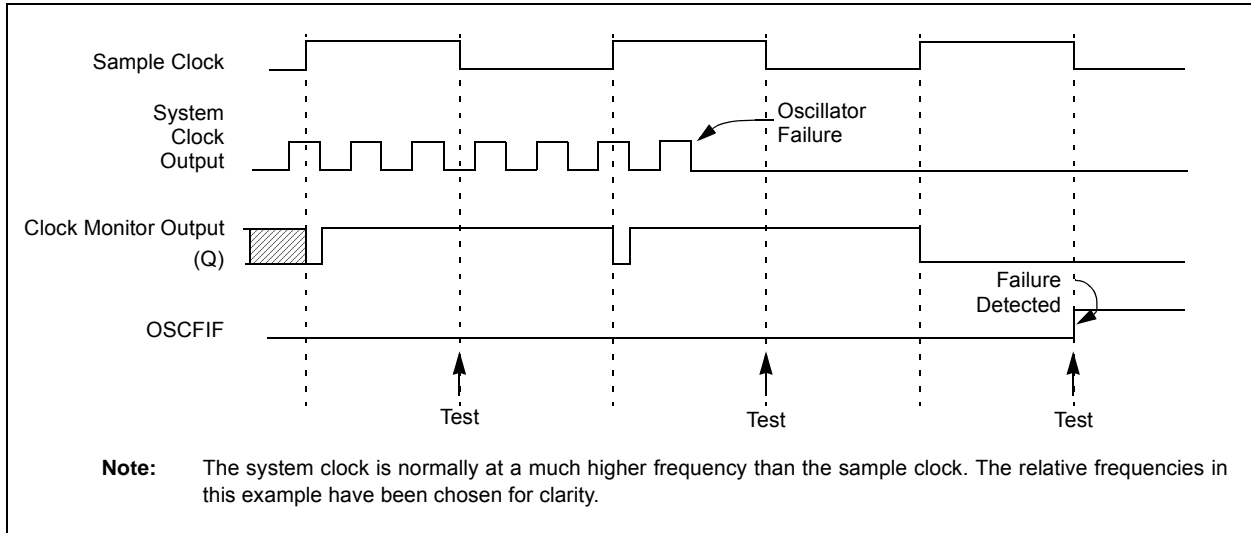 Sample Clock
System
Clock
Output
Oscillator
Failure
Clock Monitor Output
(Q)
Failure
Detected
OSCFIF
Test
Test
Test
Note: The system clock is normally at a much higher frequency than the sample clock. The relative frequencies in
this example have been chosen for clarity.